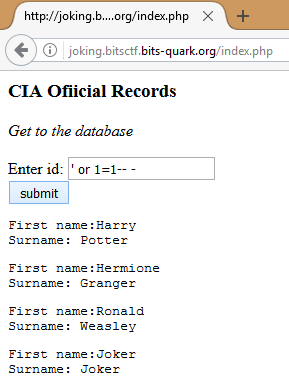 http://joking.b....org/index.php
joking.bitsctf.bits-quark.org/index.php
CIA Ofiicial Records
Get to the database
Enter id: ' or 1=1-- -
submit
First name:Harry
Surname: Potter
First name:Hermione
Surname: Granger
First name:Ronald
Surname: Weasley
First name:Joker
Surname: Joker